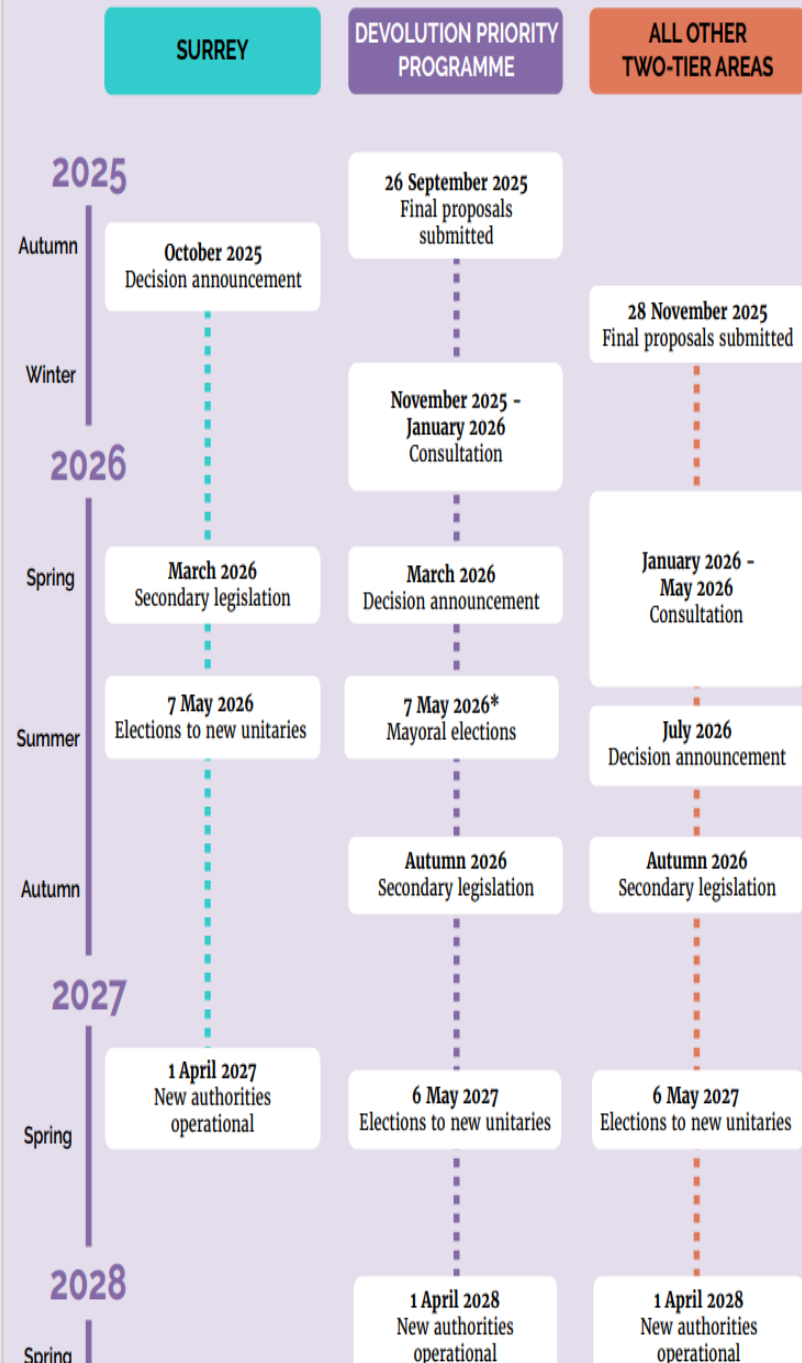 SURREY
DEVOLUTION PRIORITY
PROGRAMME
ALL OTHER
TWO-TIER AREAS
2025
26 September 2025
Final proposals
submitted
Autumn
October 2025
Decision announcement
28 November 2025
Final proposals submitted
Winter
November 2025 –
January 2026
Consultation
2026
Spring
March 2026
Secondary legislation
March 2026
Decision announcement
January 2026 –
May 2026
Consultation
Summer
7 May 2026
Elections to new unitaries
7 May 2026*
Mayoral elections
July 2026
Decision announcement
Autumn
Autumn 2026
Secondary legislation
Autumn 2026
Secondary legislation
2027
Spring
1 April 2027
New authorities
operational
6 May 2027
Elections to new unitaries
6 May 2027
Elections to new unitaries
2028
Spring
1 April 2028
New authorities
operational
1 April 2028
New authorities
operational